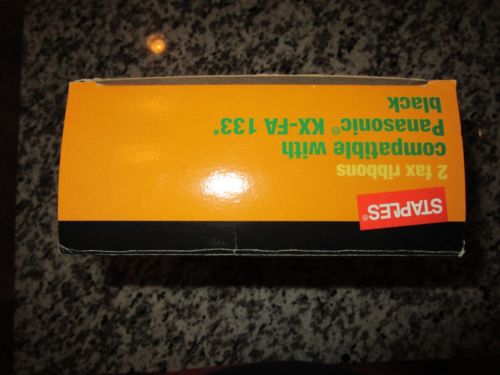 STAPLES®
2 fax ribbons
compatible with
Panasonic® KX-FA 133*
black